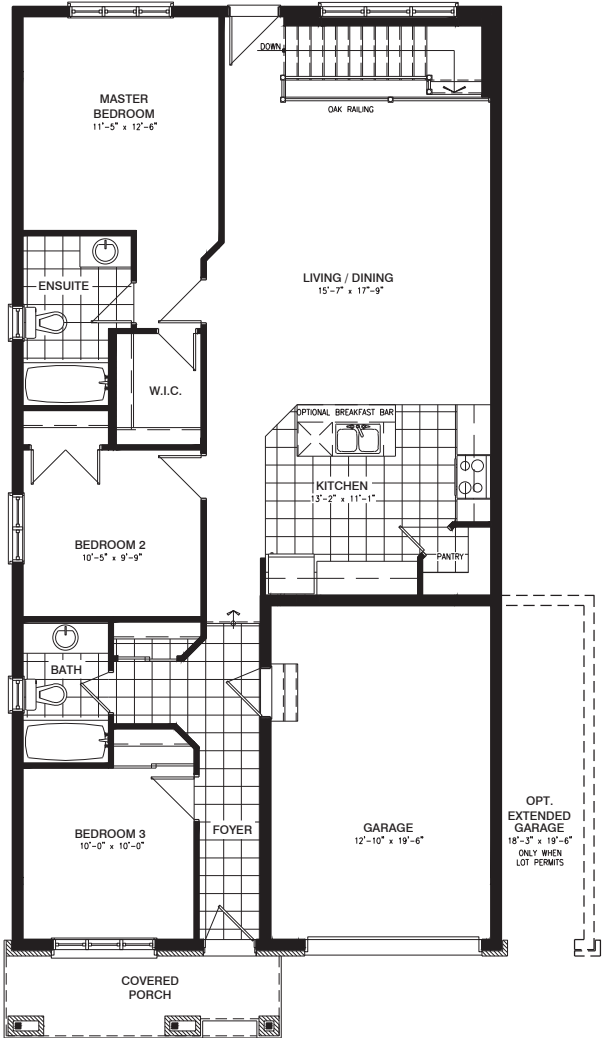 DOWN
OAK RAILING
MASTER
BEDROOM
11'-5" x 12'-6"
ENSUITE
LIVING / DINING
15'-7" x 17'-9"
W.I.C.
OPTIONAL BREAKFAST BAR
KITCHEN
13'-2" x 11'-1"
BEDROOM 2
10'-5" x 9'-9"
PANTRY
BATH
BEDROOM 3
10'-0" x 10'-0"
FOYER
GARAGE
12'-10" x 19'-6"
OPT.
EXTENDED
GARAGE
18'-3" x 19'-6"
ONLY WHEN
LOT PERMITS
COVERED
PORCH